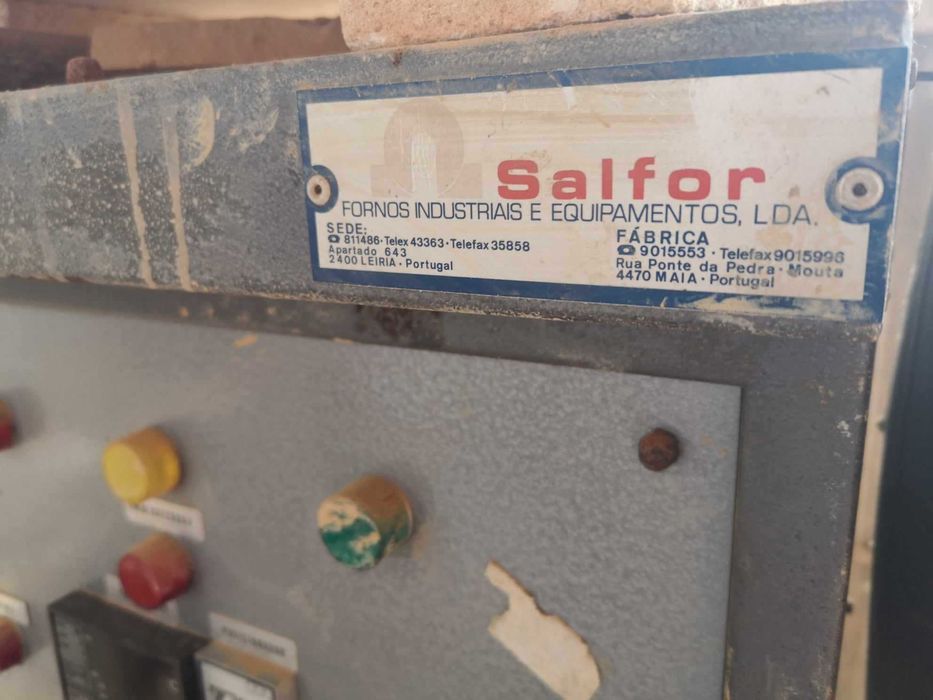 Salfor
FORNOS INDUSTRIAIS E EQUIPAMENTOS, LDA.
SEDE:
☎ 811486 · Telex 43363 · Telefax 35858
Apartado 643
2400 LEIRIA · Portugal
FÁBRICA
☎ 9015553 · Telefax 9015996
Rua Ponte da Pedra · Mouta
4470 MAIA · Portugal